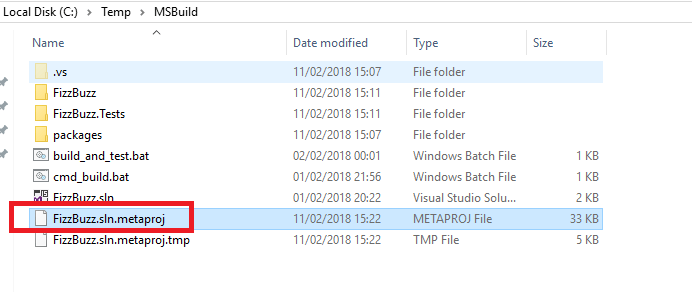 Local Disk (C:) > Temp > MSBuild
Name Date modified Type Size
.vs 11/02/2018 15:07 File folder
FizzBuzz 11/02/2018 15:11 File folder
FizzBuzz.Tests 11/02/2018 15:11 File folder
packages 11/02/2018 15:07 File folder
build_and_test.bat 02/02/2018 00:01 Windows Batch File 1 KB
cmd_build.bat 01/02/2018 21:56 Windows Batch File 1 KB
FizzBuzz.sln 01/02/2018 20:22 Visual Studio Solu... 2 KB
FizzBuzz.sln.metaproj 11/02/2018 15:22 METAPROJ File 33 KB
FizzBuzz.sln.metaproj.tmp 11/02/2018 15:22 TMP File 5 KB